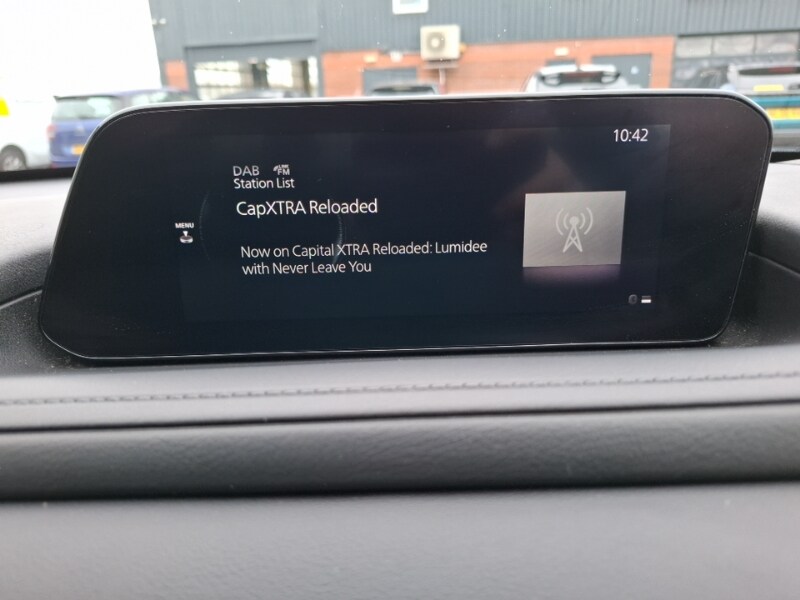 10:42
DAB LINK FM
Station List
CapXTRA Reloaded
MENU
Now on Capital XTRA Reloaded: Lumidee
with Never Leave You